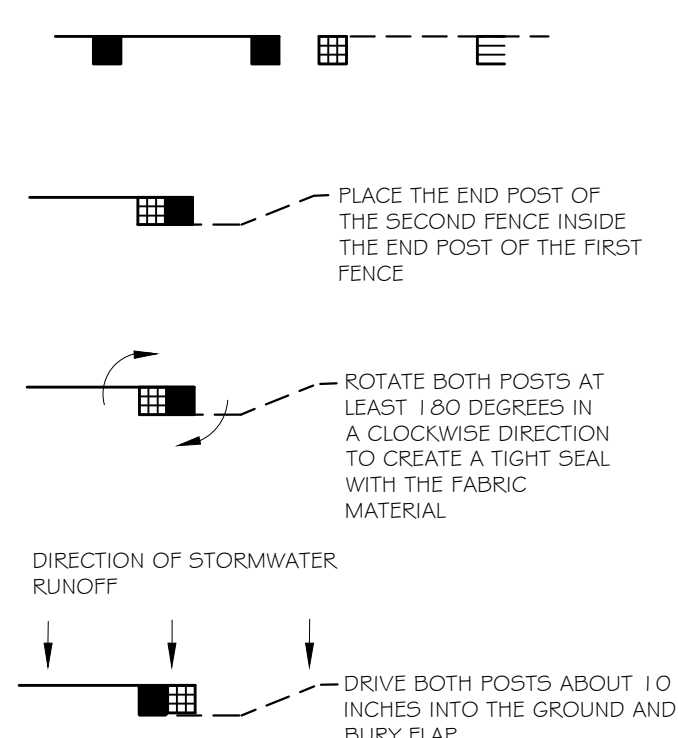 PLACE THE END POST OF
THE SECOND FENCE INSIDE
THE END POST OF THE FIRST
FENCE
ROTATE BOTH POSTS AT
LEAST 180 DEGREES IN
A CLOCKWISE DIRECTION
TO CREATE A TIGHT SEAL
WITH THE FABRIC
MATERIAL
DIRECTION OF STORMWATER
RUNOFF
DRIVE BOTH POSTS ABOUT 10
INCHES INTO THE GROUND AND
BURY FLAP